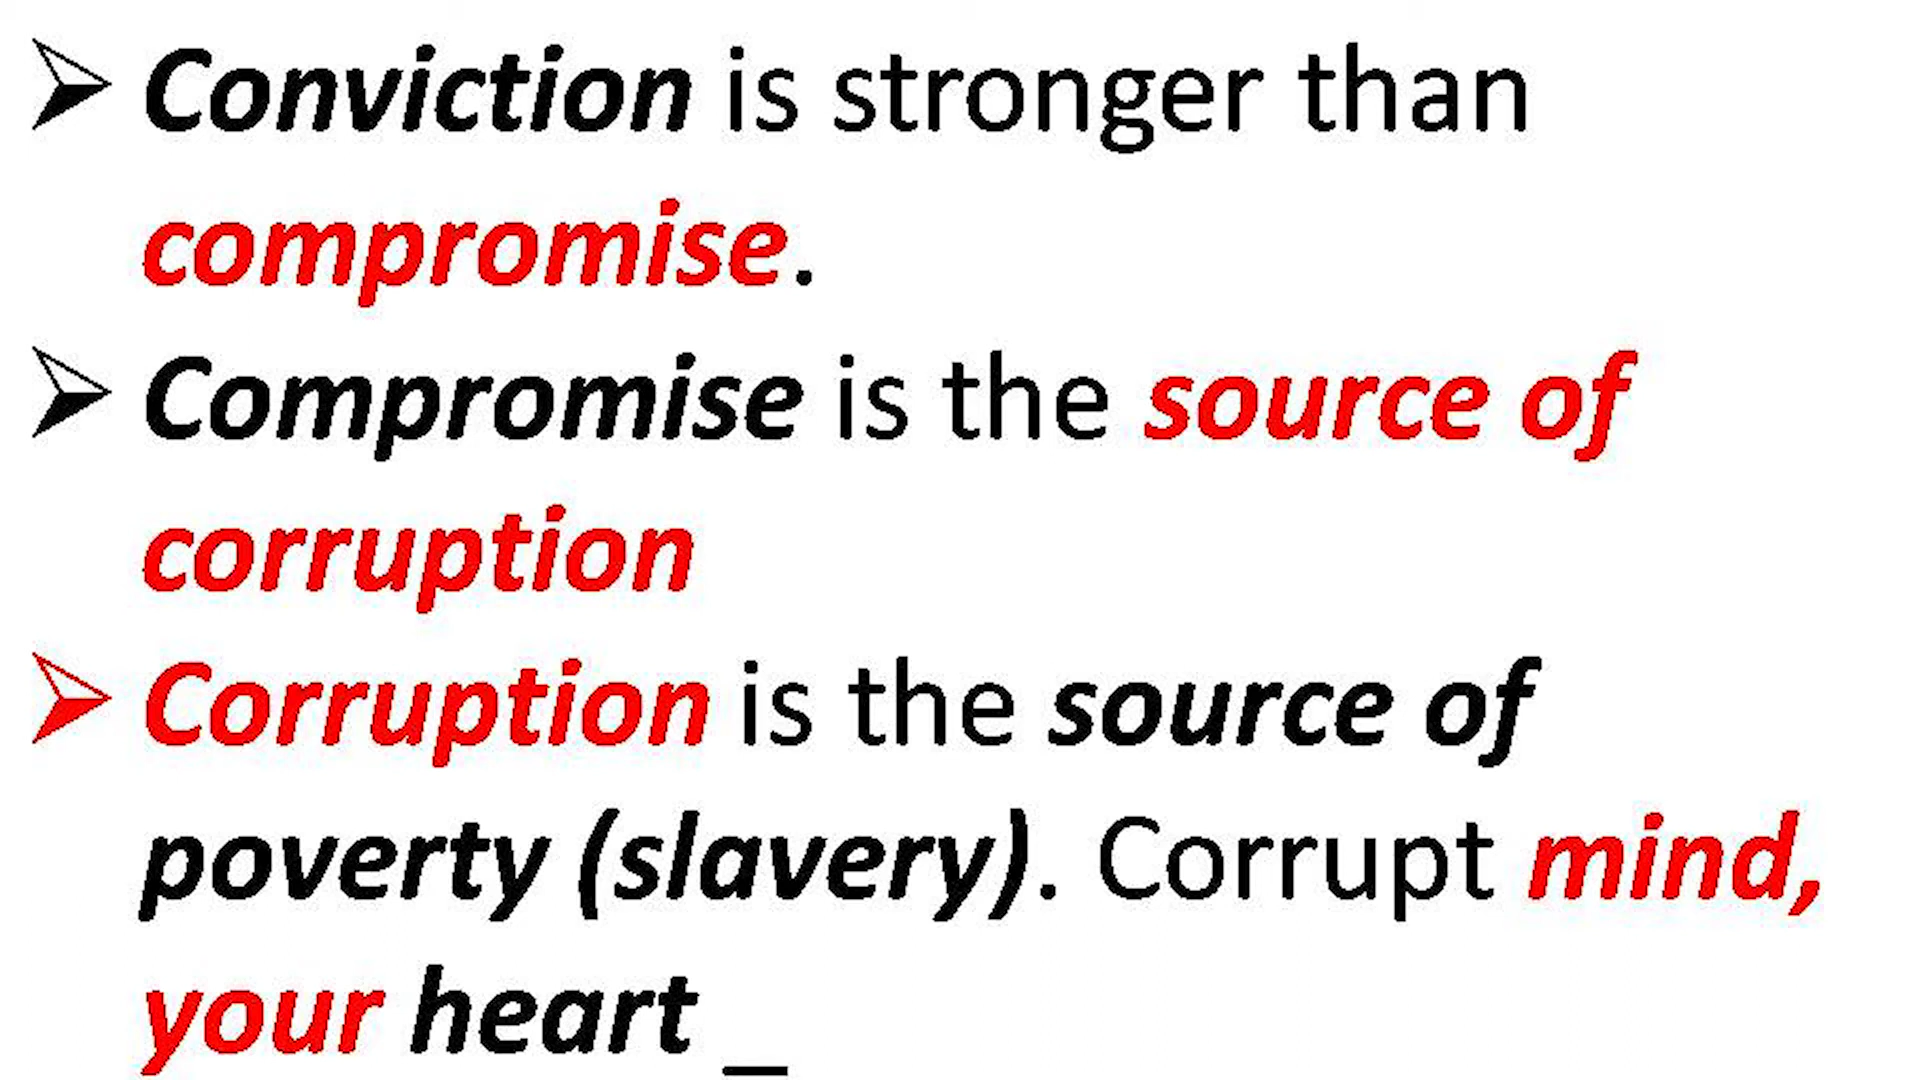 ➢ Conviction is stronger than
compromise.
➢ Compromise is the source of
corruption
➢ Corruption is the source of
poverty (slavery). Corrupt mind,
your heart _